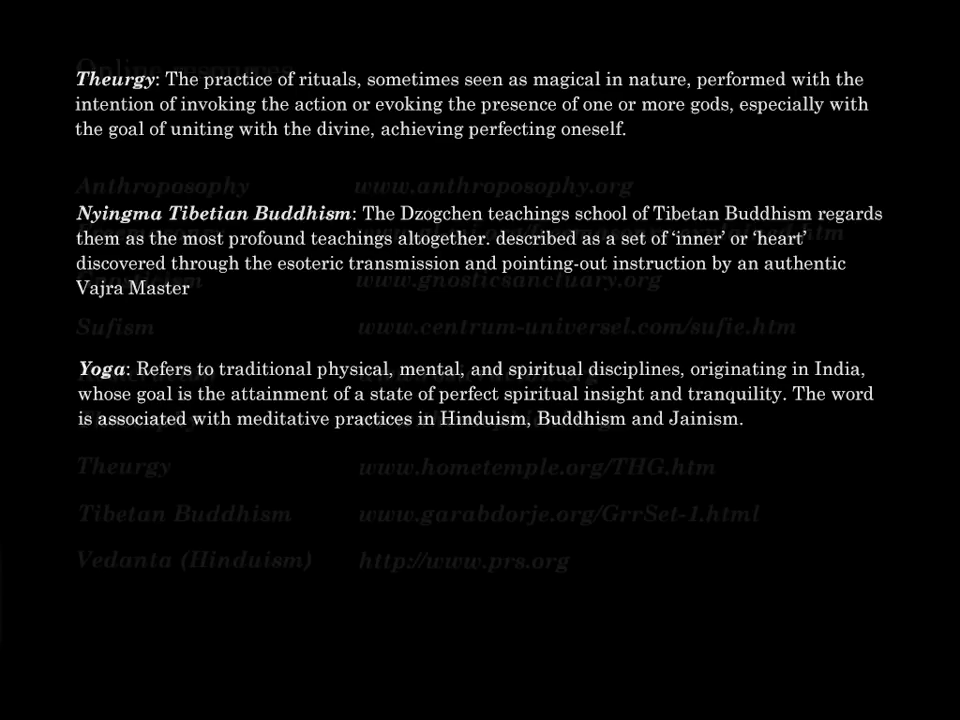 Online resources
Theurgy: The practice of rituals, sometimes seen as magical in nature, performed with the
intention of invoking the action or evoking the presence of one or more gods, especially with
the goal of uniting with the divine, achieving perfecting oneself.
Anthroposophy www.anthroposophy.org
Nyingma Tibetian Buddhism: The Dzogchen teachings school of Tibetan Buddhism regards
them as the most profound teachings altogether. described as a set of ‘inner’ or ‘heart’
discovered through the esoteric transmission and pointing-out instruction by an authentic
www.gnosticsanctuary.org
Vajra Master
Sufism www.centrum-universel.com/sufie.htm
Yoga: Refers to traditional physical, mental, and spiritual disciplines, originating in India,
whose goal is the attainment of a state of perfect spiritual insight and tranquility. The word
is associated with meditative practices in Hinduism, Buddhism and Jainism.
Theurgy www.hometemple.org/THG.htm
Tibetan Buddhism www.garabdorje.org/GrrSet-1.html
Vedanta (Hinduism) http://www.prs.org